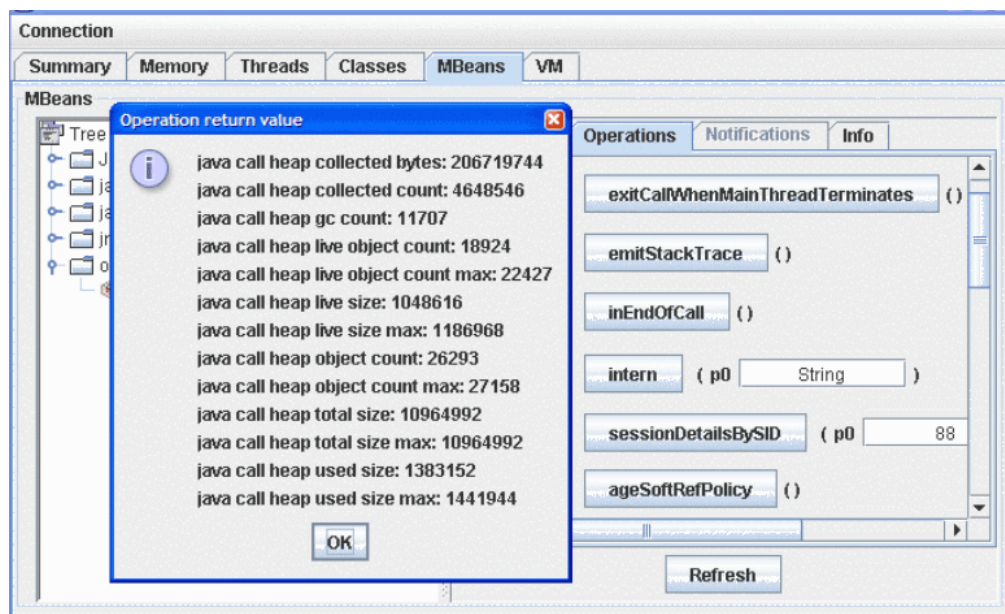 Connection
Summary Memory Threads Classes MBeans VM
MBeans
Tree
J
ja
ja
jr
o
Operation return value
java call heap collected bytes: 206719744
java call heap collected count: 4648546
java call heap gc count: 11707
java call heap live object count: 18924
java call heap live object count max: 22427
java call heap live size: 1048616
java call heap live size max: 1186968
java call heap object count: 26293
java call heap object count max: 27158
java call heap total size: 10964992
java call heap total size max: 10964992
java call heap used size: 1383152
java call heap used size max: 1441944
OK
Operations Notifications Info
exitCallWhenMainThreadTerminates ( )
emitStackTrace ( )
inEndOfCall ( )
intern ( p0 String )
sessionDetailsBySID ( p0 88
ageSoftRefPolicy ( )
Refresh